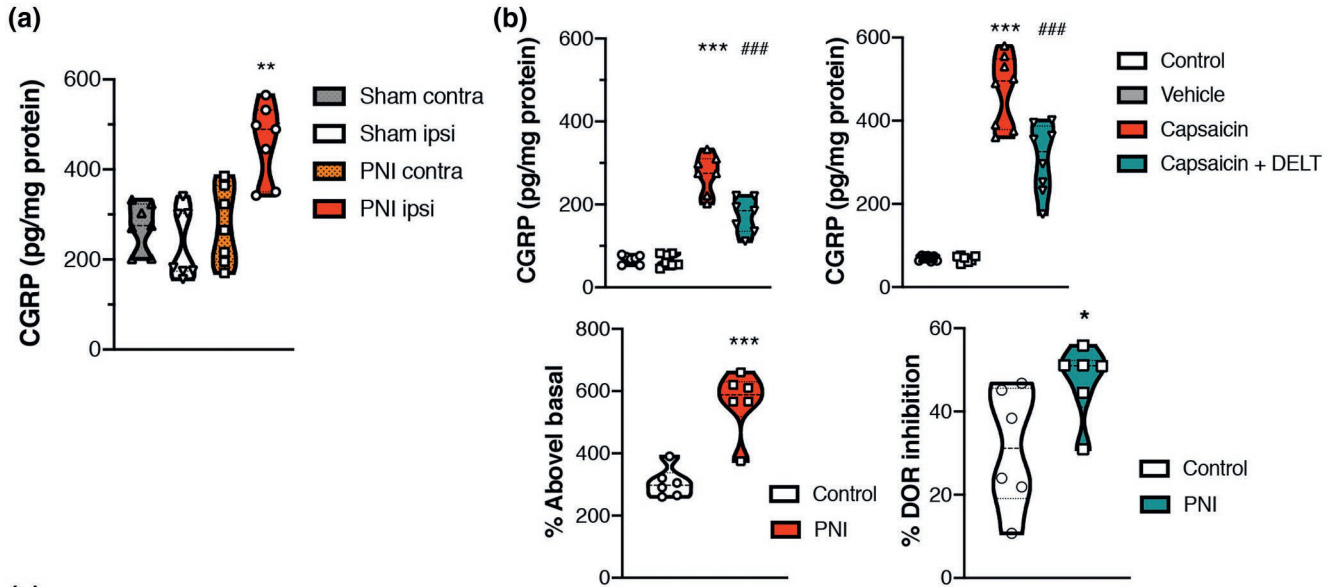 (a)
**
CGRP (pg/mg protein)
600
400
200
0
Sham contra
Sham ipsi
PNI contra
PNI ipsi
(b)
*** ###
CGRP (pg/mg protein)
600
400
200
0
*** ###
CGRP (pg/mg protein)
600
400
200
0
Control
Vehicle
Capsaicin
Capsaicin + DELT
***
% Abovel basal
800
600
400
200
0
Control
PNI
*
% DOR inhibition
60
40
20
0
Control
PNI